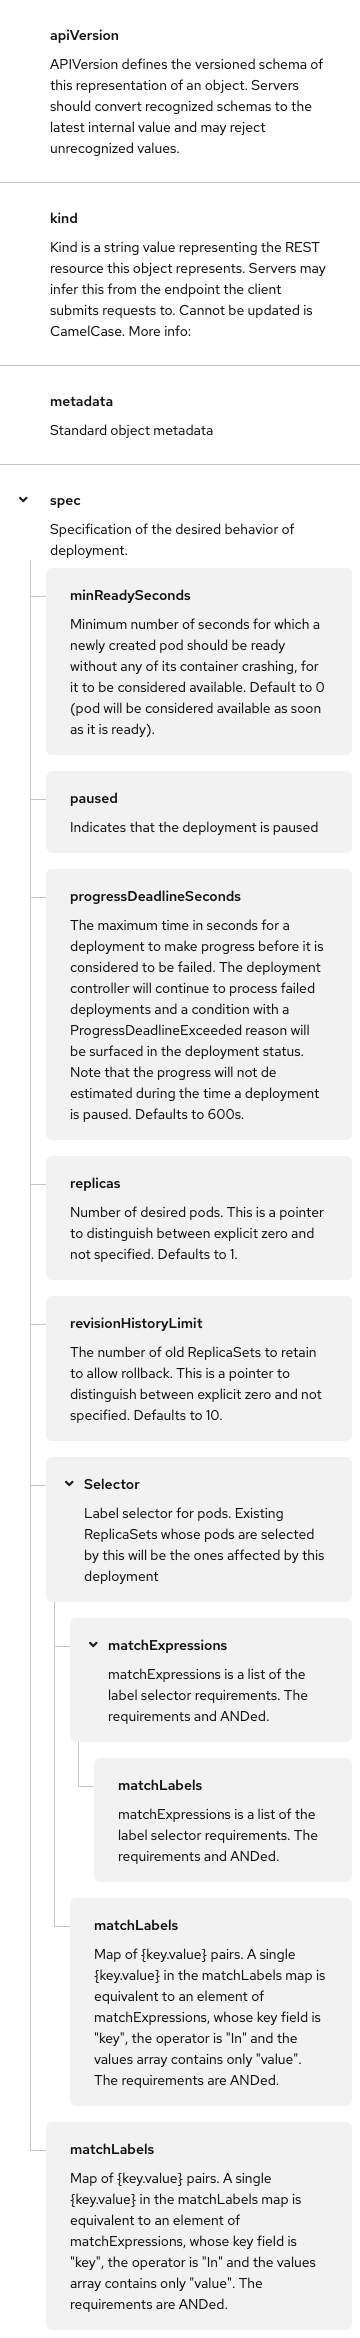 apiVersion
APIVersion defines the versioned schema of
this representation of an object. Servers
should convert recognized schemas to the
latest internal value and may reject
unrecognized values.
kind
Kind is a string value representing the REST
resource this object represents. Servers may
infer this from the endpoint the client
submits requests to. Cannot be updated is
CamelCase. More info:
metadata
Standard object metadata
spec
Specification of the desired behavior of
deployment.
minReadySeconds
Minimum number of seconds for which a
newly created pod should be ready
without any of its container crashing, for
it to be considered available. Default to 0
(pod will be considered available as soon
as it is ready).
paused
Indicates that the deployment is paused
progressDeadlineSeconds
The maximum time in seconds for a
deployment to make progress before it is
considered to be failed. The deployment
controller will continue to process failed
deployments and a condition with a
ProgressDeadlineExceeded reason will
be surfaced in the deployment status.
Note that the progress will not de
estimated during the time a deployment
is paused. Defaults to 600s.
replicas
Number of desired pods. This is a pointer
to distinguish between explicit zero and
not specified. Defaults to 1.
revisionHistoryLimit
The number of old ReplicaSets to retain
to allow rollback. This is a pointer to
distinguish between explicit zero and not
specified. Defaults to 10.
Selector
Label selector for pods. Existing
ReplicaSets whose pods are selected
by this will be the ones affected by this
deployment
matchExpressions
matchExpressions is a list of the
label selector requirements. The
requirements and ANDed.
matchLabels
matchExpressions is a list of the
label selector requirements. The
requirements and ANDed.
matchLabels
Map of {key.value} pairs. A single
{key.value} in the matchLabels map is
equivalent to an element of
matchExpressions, whose key field is
"key", the operator is "In" and the
values array contains only "value".
The requirements are ANDed.
matchLabels
Map of {key.value} pairs. A single
{key.value} in the matchLabels map is
equivalent to an element of
matchExpressions, whose key field is
"key", the operator is "In" and the values
array contains only "value". The
requirements are ANDed.